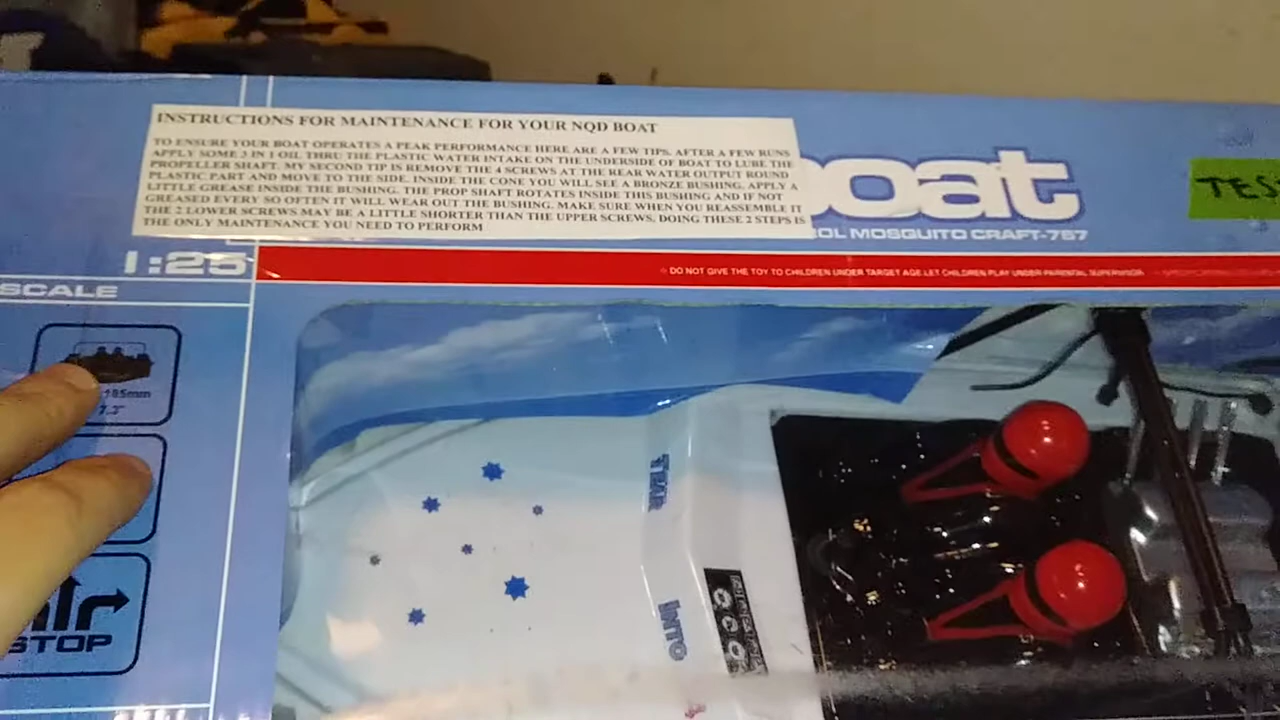 INSTRUCTIONS FOR MAINTENANCE FOR YOUR NQD BOAT
TO ENSURE YOUR BOAT OPERATES A PEAK PERFORMANCE HERE ARE A FEW TIPS. AFTER A FEW RUNS
APPLY SOME 3 IN 1 OIL THRU THE PLASTIC WATER INTAKE ON THE UNDERSIDE OF BOAT TO LUBE THE
PROPELLER SHAFT. MY SECOND TIP IS REMOVE THE 4 SCREWS AT THE REAR WATER OUTPUT ROUND
PLASTIC PART AND MOVE TO THE SIDE. INSIDE THE CONE YOU WILL SEE A BRONZE BUSHING. APPLY A
LITTLE GREASE INSIDE THE BUSHING. THE PROP SHAFT ROTATES INSIDE THIS BUSHING AND IF NOT
GREASED EVERY SO OFTEN IT WILL WEAR OUT THE BUSHING. MAKE SURE WHEN YOU REASSEMBLE IT
THE 2 LOWER SCREWS MAY BE A LITTLE SHORTER THAN THE UPPER SCREWS. DOING THESE 2 STEPS IS
THE ONLY MAINTENANCE YOU NEED TO PERFORM
boat
TES
ROL MOSQUITO CRAFT-757
1:25
SCALE
DO NOT GIVE THE TOY TO CHILDREN UNDER TARGET AGE.LET CHILDREN PLAY UNDER PARENTAL SUPERVISION
185mm
7.3"
STOP
TEAR
INTO